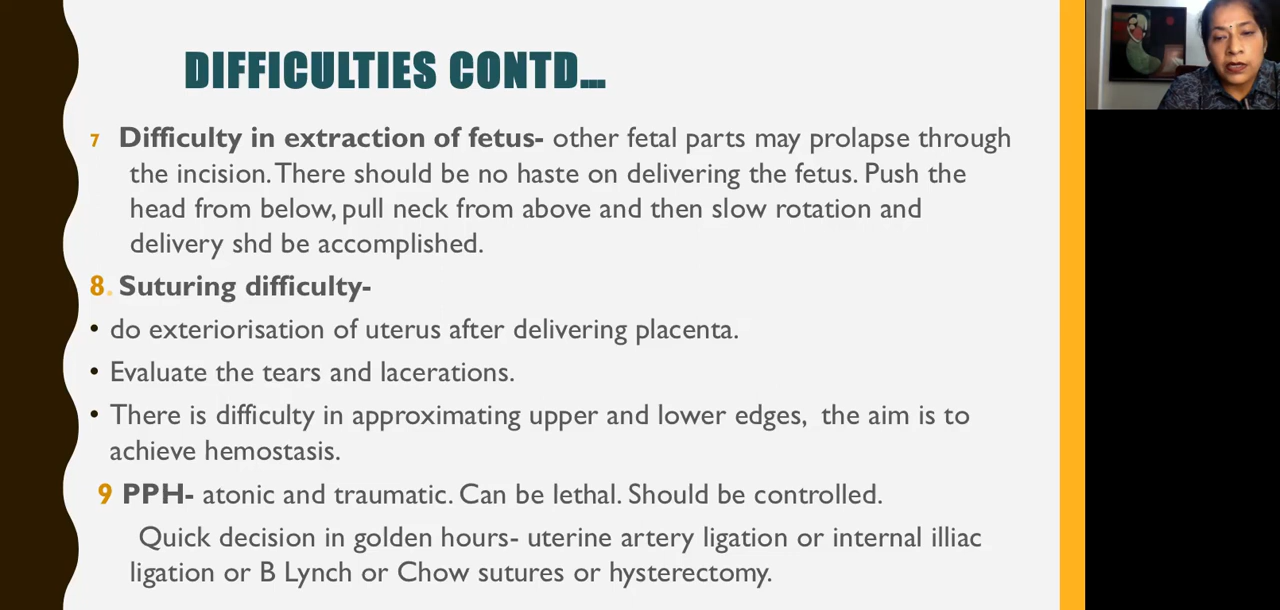 DIFFICULTIES CONTD...
7 Difficulty in extraction of fetus- other fetal parts may prolapse through
the incision. There should be no haste on delivering the fetus. Push the
head from below, pull neck from above and then slow rotation and
delivery shd be accomplished.
8. Suturing difficulty-
• do exteriorisation of uterus after delivering placenta.
• Evaluate the tears and lacerations.
• There is difficulty in approximating upper and lower edges, the aim is to
achieve hemostasis.
9 PPH- atonic and traumatic. Can be lethal. Should be controlled.
Quick decision in golden hours- uterine artery ligation or internal illiac
ligation or B Lynch or Chow sutures or hysterectomy.